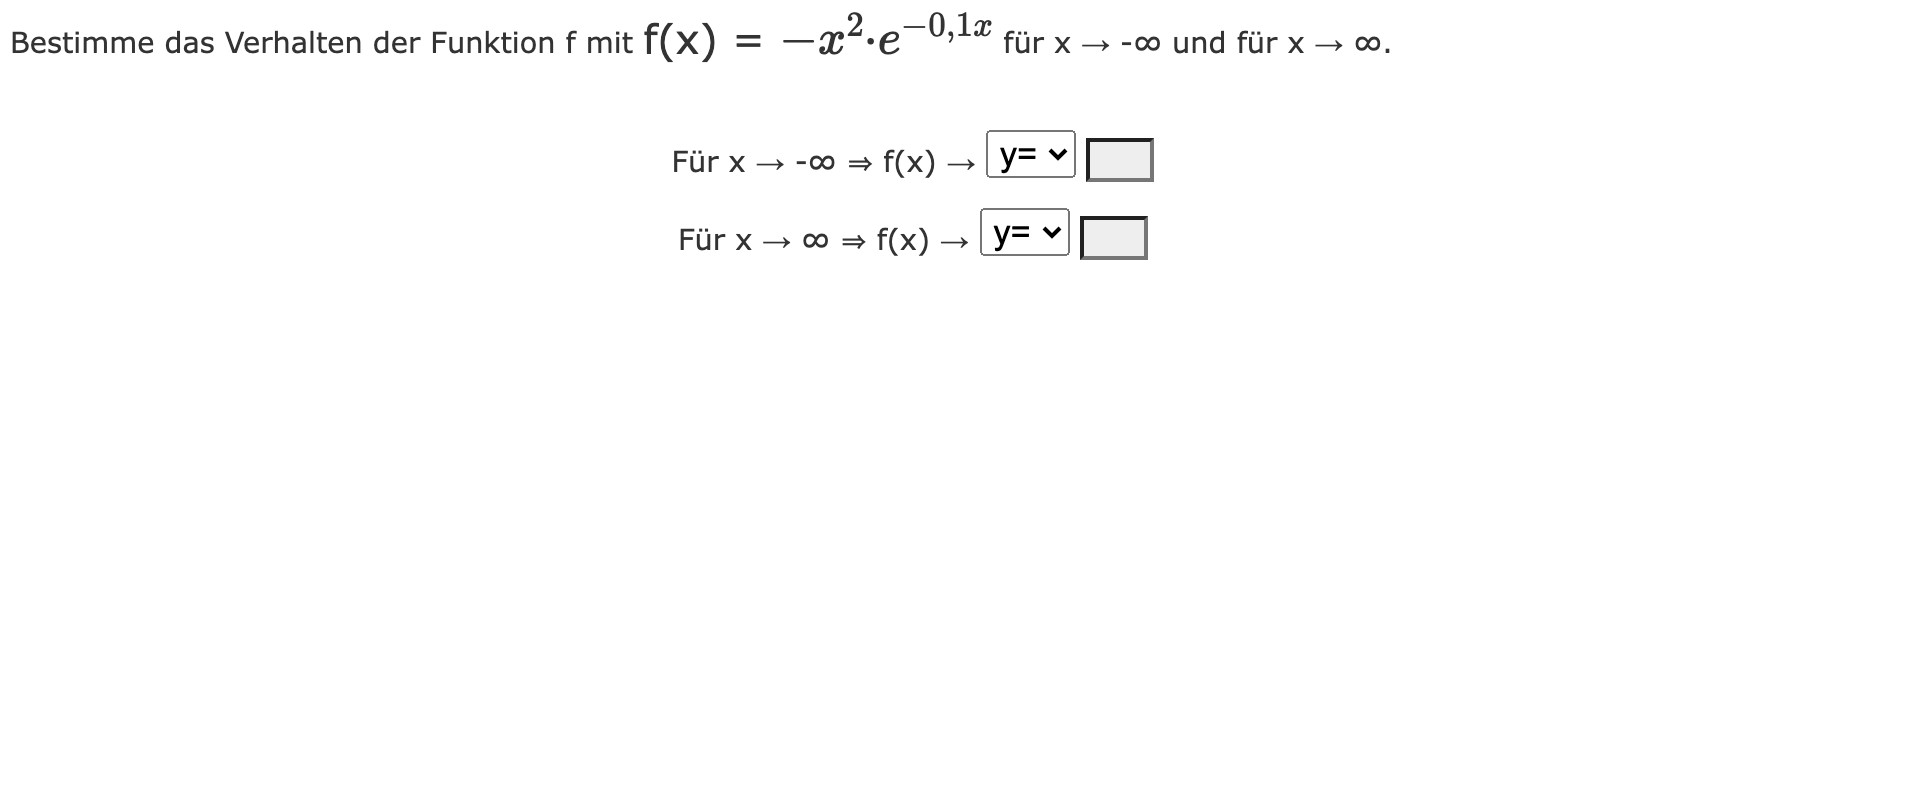 Bestimme das Verhalten der Funktion f mit f(x) = −x²·e^−0,1x für x → -∞ und für x → ∞.
Für x → -∞ ⇒ f(x) → y=
Für x → ∞ ⇒ f(x) → y=